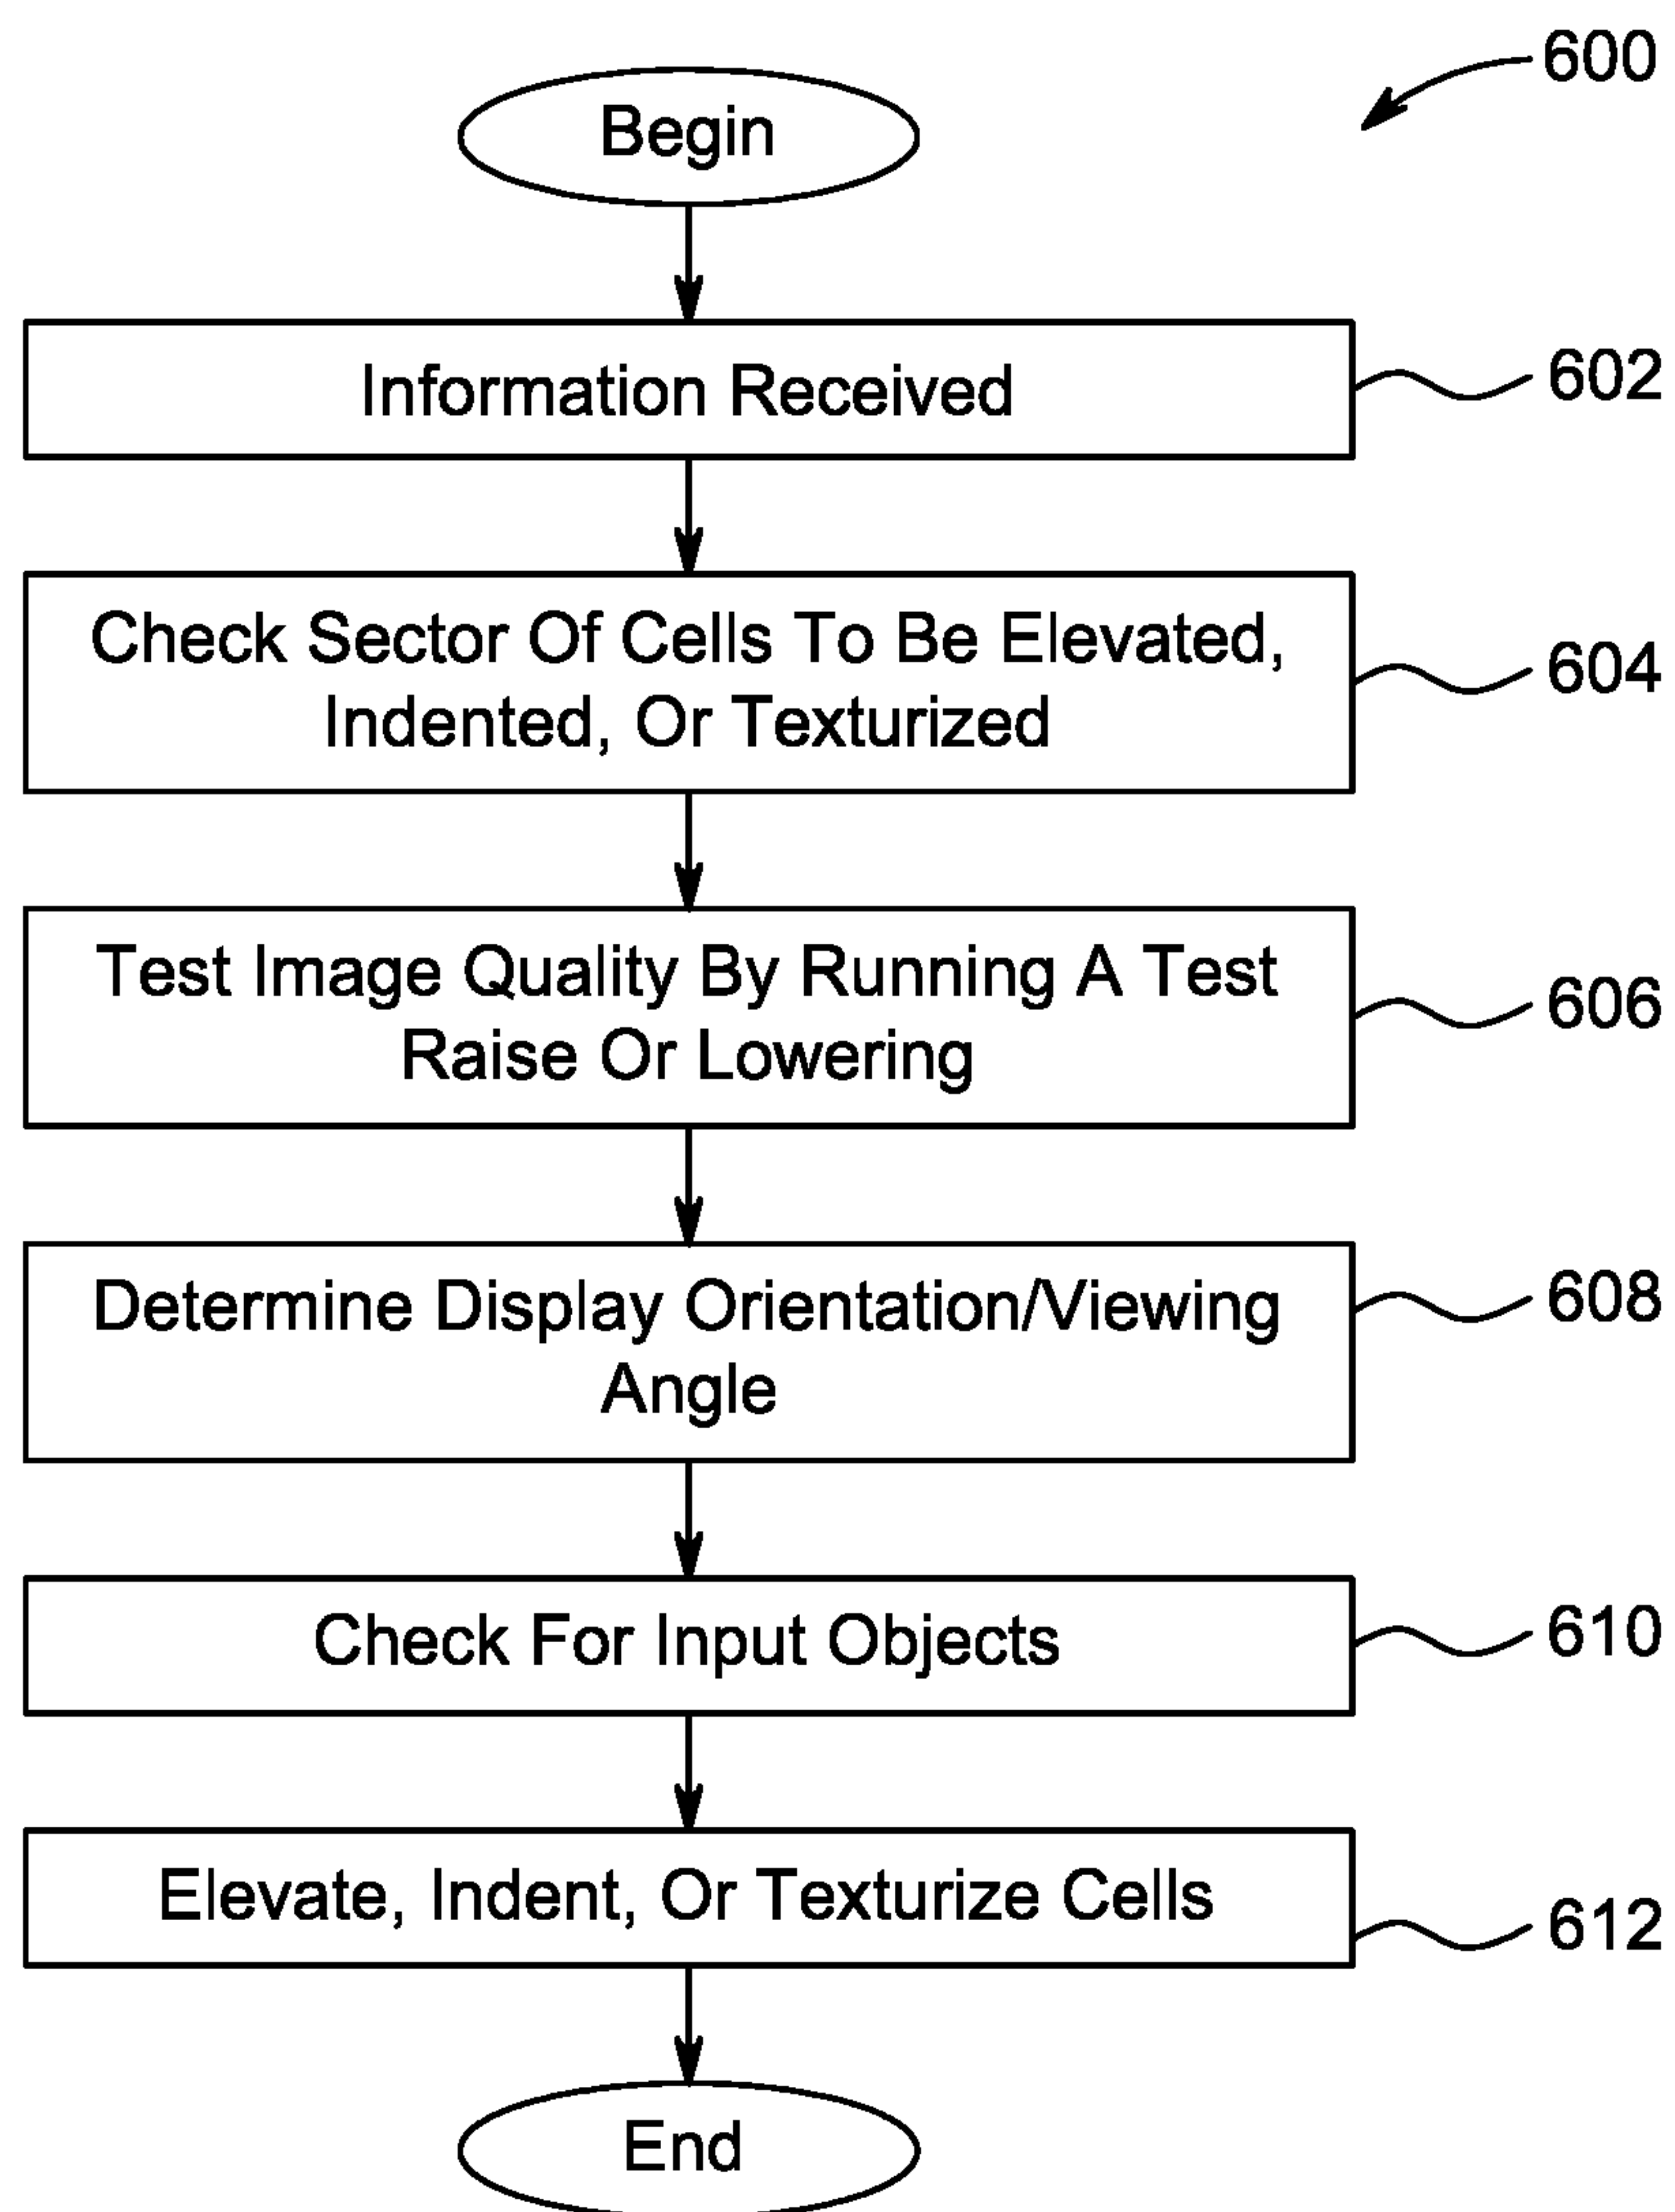 600
Begin
Information Received
602
Check Sector Of Cells To Be Elevated,
Indented, Or Texturized
604
Test Image Quality By Running A Test
Raise Or Lowering
606
Determine Display Orientation/Viewing
Angle
608
Check For Input Objects
610
Elevate, Indent, Or Texturize Cells
612
End